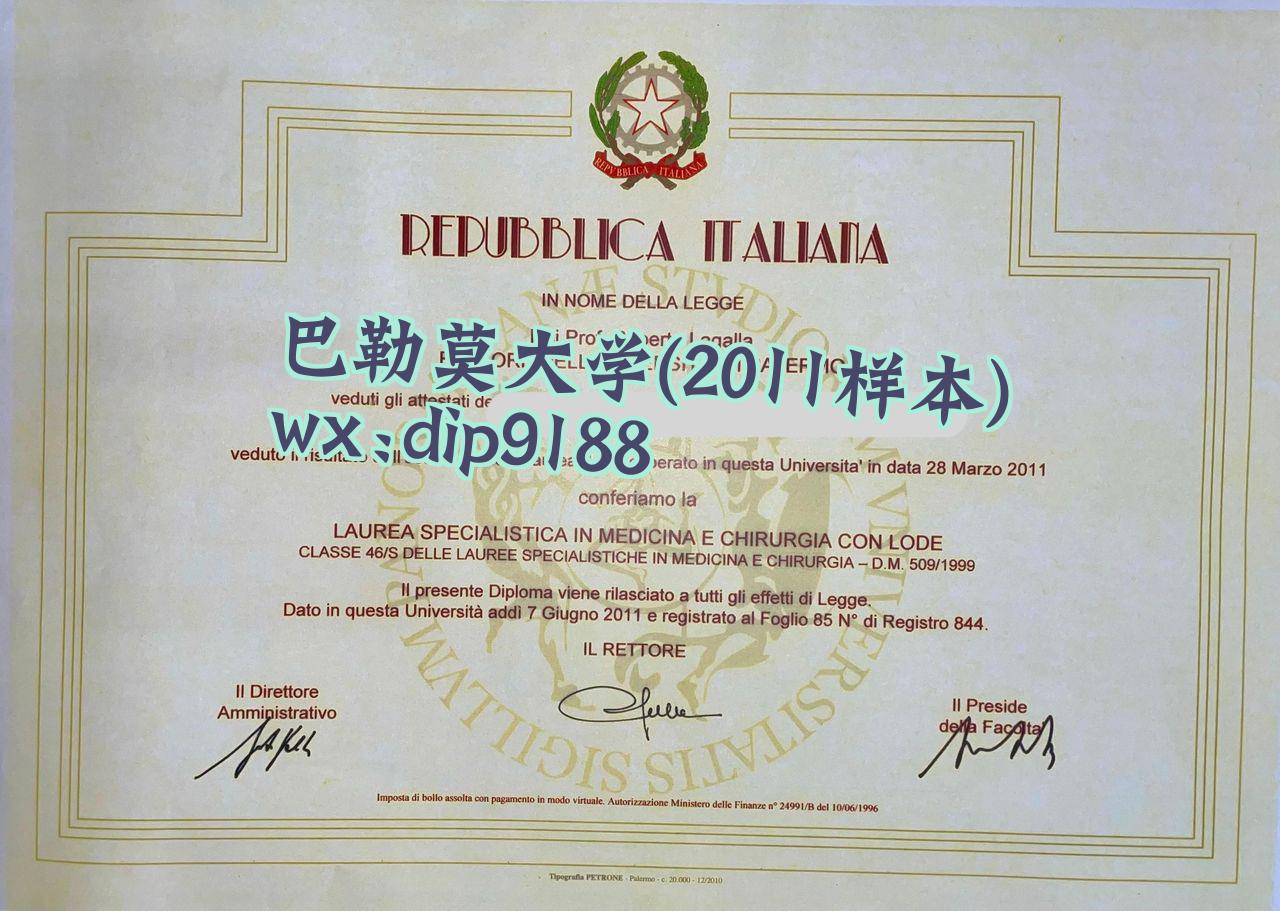 REPVBBLICA ITALIANA
REPUBBLICA ITALIANA
IN NOME DELLA LEGGE
Lagalla
巴勒莫大学(2011样本)
veduti gli attestati
wx:dip9188
veduto in questa Universita' in data 28 Marzo 2011
conferiamo la
LAUREA SPECIALISTICA IN MEDICINA E CHIRURGIA CON LODE
CLASSE 46/S DELLE LAUREE SPECIALISTICHE IN MEDICINA E CHIRURGIA – D.M. 509/1999
Il presente Diploma viene rilasciato a tutti gli effetti di Legge.
Dato in questa Università addì 7 Giugno 2011 e registrato al Foglio 85 N° di Registro 844.
IL RETTORE
Il Direttore
Amministrativo
Il Preside
della Facoltà
Imposta di bollo assolta con pagamento in modo virtuale. Autorizzazione Ministero delle Finanze n° 24991/B del 10/06/1996
Tipografia PETRONE - Palermo - c. 20.000 - 12/2010